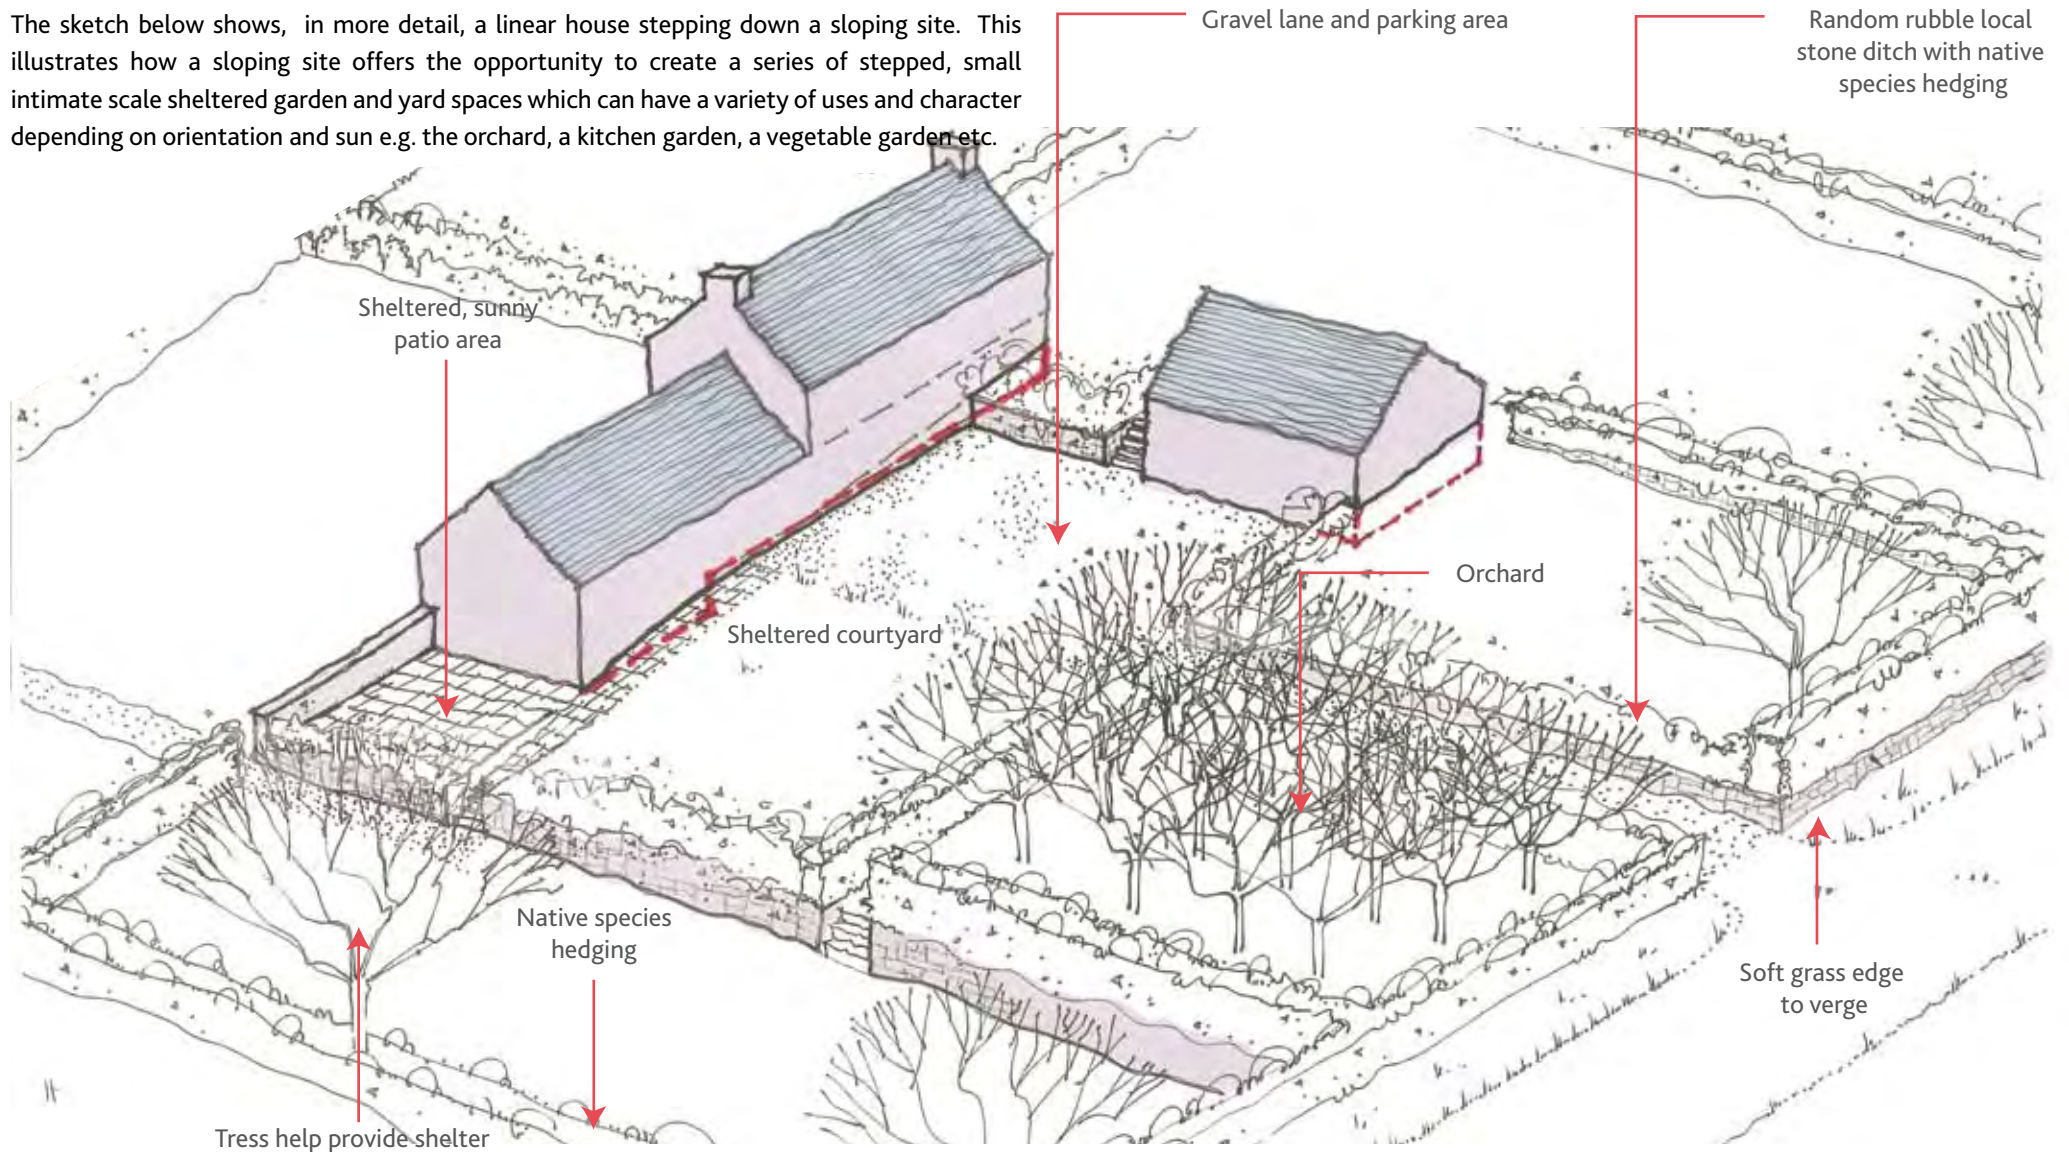 The sketch below shows, in more detail, a linear house stepping down a sloping site. This
illustrates how a sloping site offers the opportunity to create a series of stepped, small
intimate scale sheltered garden and yard spaces which can have a variety of uses and character
depending on orientation and sun e.g. the orchard, a kitchen garden, a vegetable garden etc.
Gravel lane and parking area
Random rubble local
stone ditch with native
species hedging
Sheltered, sunny
patio area
Orchard
Sheltered courtyard
Native species
hedging
Soft grass edge
to verge
Tress help provide shelter